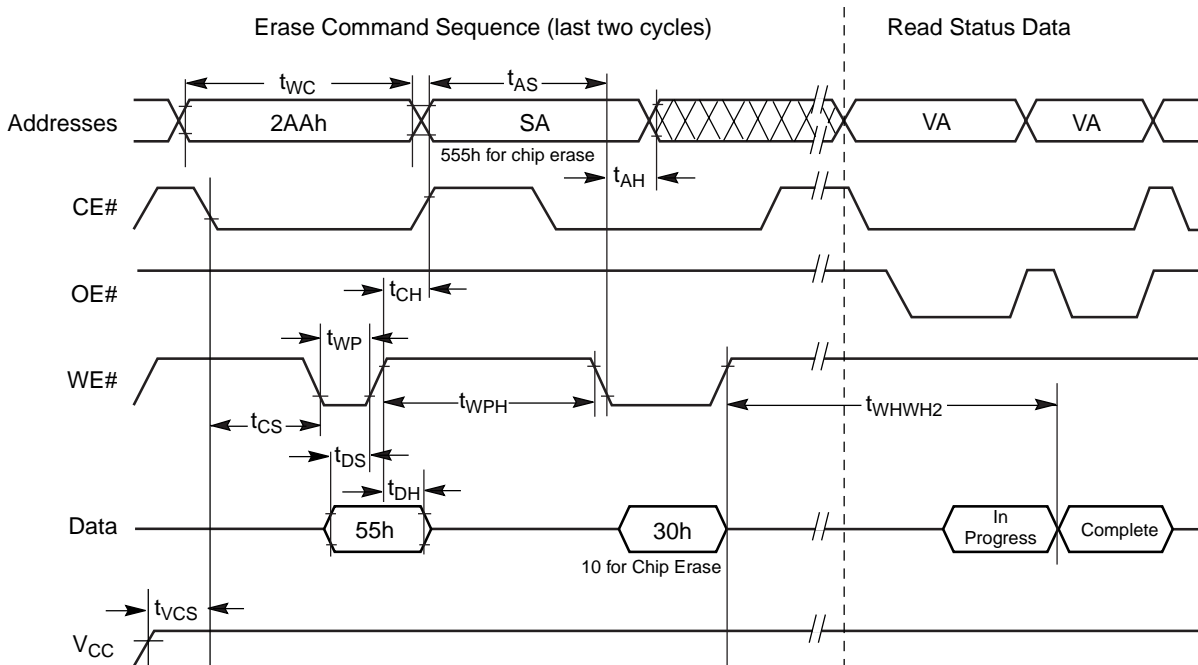 Erase Command Sequence (last two cycles)
Read Status Data
tWC
tAS
Addresses
2AAh
SA
VA
VA
555h for chip erase
tAH
CE#
OE#
tCH
tWP
WE#
tWPH
tWHWH2
tCS
tDS
tDH
Data
55h
30h
In
Progress
Complete
10 for Chip Erase
tVCS
VCC